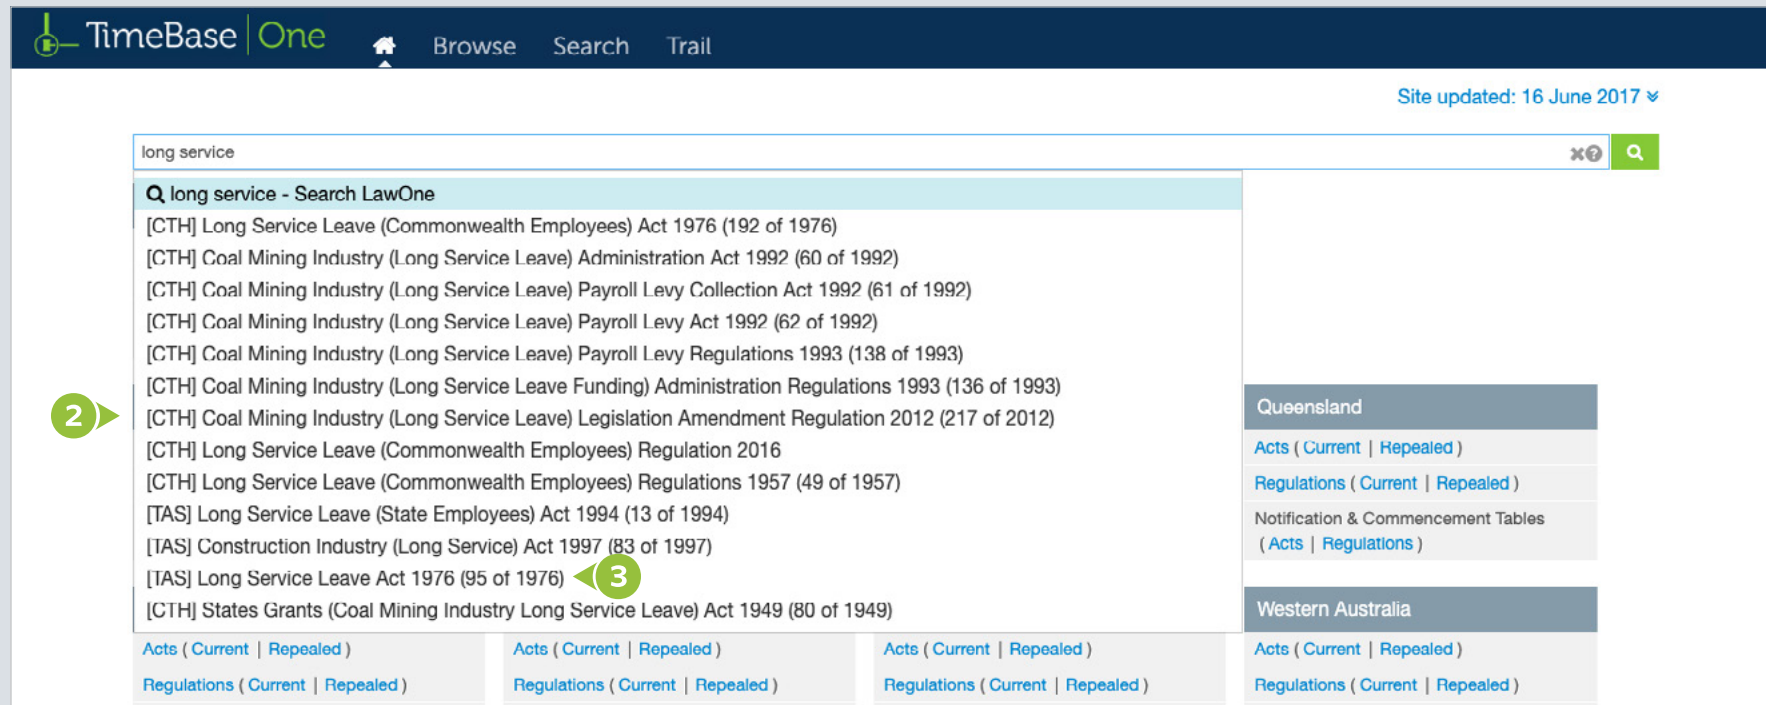 TimeBase | One
Browse Search Trail
Site updated: 16 June 2017
long service
long service - Search LawOne
[CTH] Long Service Leave (Commonwealth Employees) Act 1976 (192 of 1976)
[CTH] Coal Mining Industry (Long Service Leave) Administration Act 1992 (60 of 1992)
[CTH] Coal Mining Industry (Long Service Leave) Payroll Levy Collection Act 1992 (61 of 1992)
[CTH] Coal Mining Industry (Long Service Leave) Payroll Levy Act 1992 (62 of 1992)
[CTH] Coal Mining Industry (Long Service Leave) Payroll Levy Regulations 1993 (138 of 1993)
[CTH] Coal Mining Industry (Long Service Leave Funding) Administration Regulations 1993 (136 of 1993)
2
[CTH] Coal Mining Industry (Long Service Leave) Legislation Amendment Regulation 2012 (217 of 2012)
[CTH] Long Service Leave (Commonwealth Employees) Regulation 2016
[CTH] Long Service Leave (Commonwealth Employees) Regulations 1957 (49 of 1957)
[TAS] Long Service Leave (State Employees) Act 1994 (13 of 1994)
[TAS] Construction Industry (Long Service) Act 1997 (83 of 1997)
[TAS] Long Service Leave Act 1976 (95 of 1976)
3
[CTH] States Grants (Coal Mining Industry Long Service Leave) Act 1949 (80 of 1949)
Queensland
Acts ( Current | Repealed )
Regulations ( Current | Repealed )
Notification & Commencement Tables
( Acts | Regulations )
Western Australia
Acts ( Current | Repealed ) Acts ( Current | Repealed ) Acts ( Current | Repealed ) Acts ( Current | Repealed )
Regulations ( Current | Repealed ) Regulations ( Current | Repealed ) Regulations ( Current | Repealed ) Regulations ( Current | Repealed )